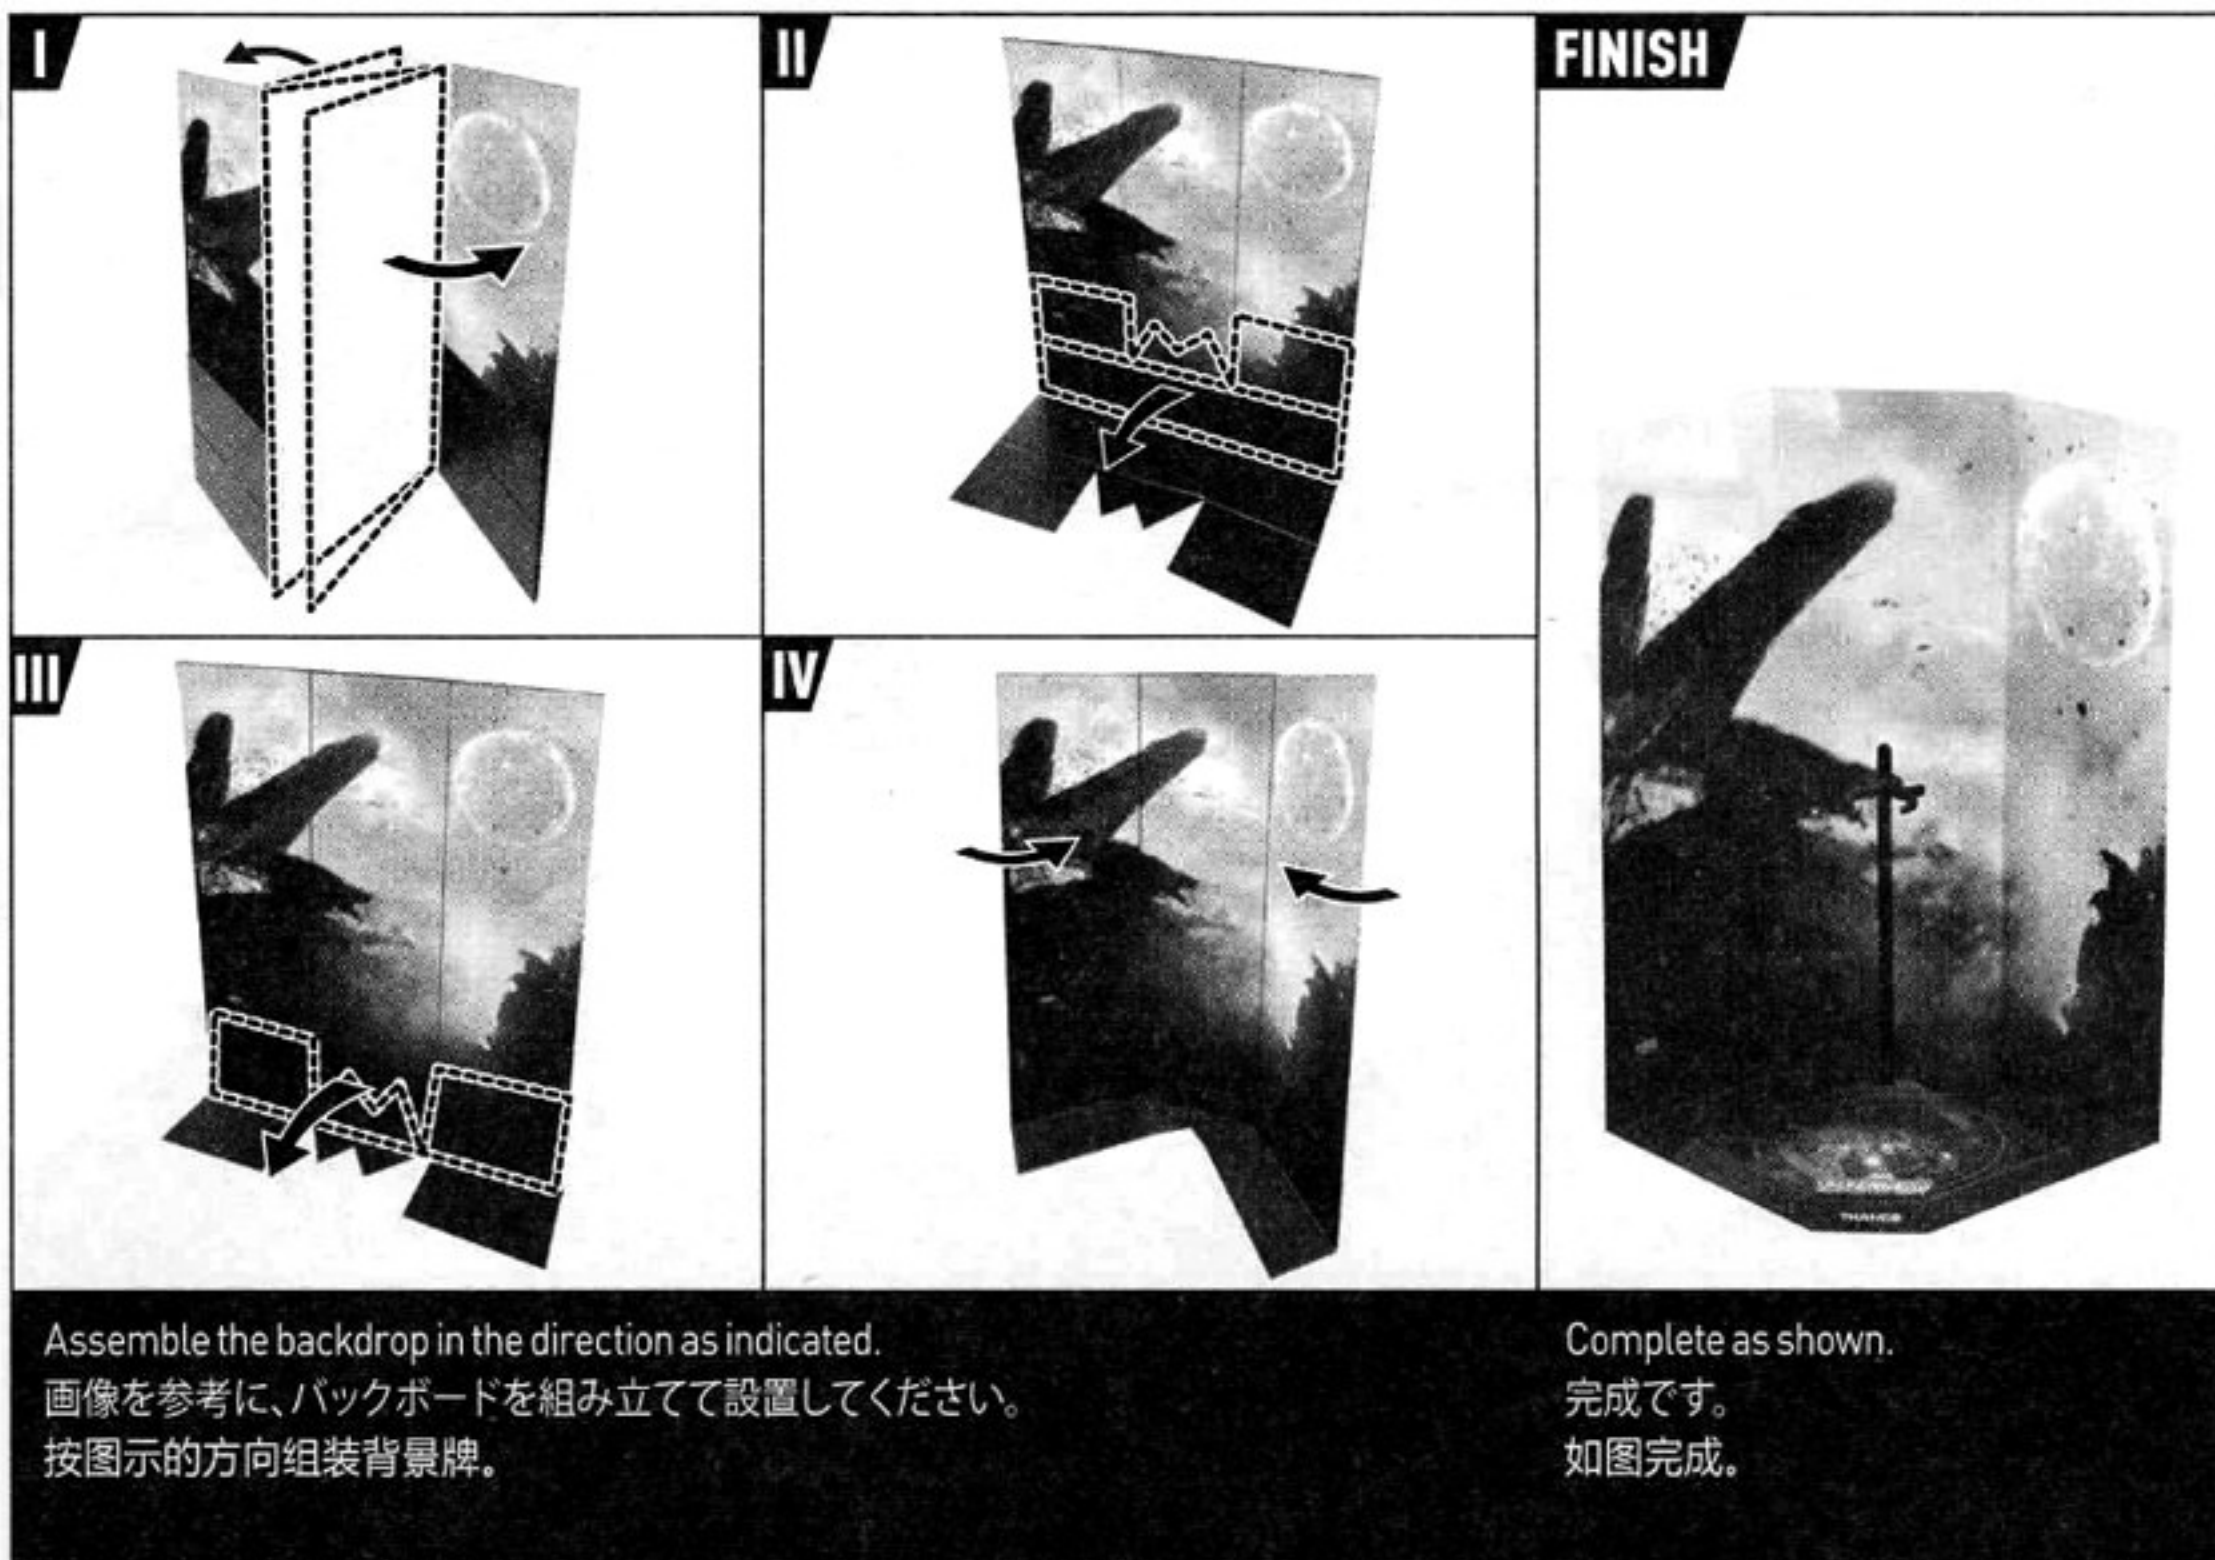 I
II
FINISH
III
IV
THANOS
Assemble the backdrop in the direction as indicated.
画像を参考に、バックボードを組み立てて設置してください。
按图示的方向组装背景牌。
Complete as shown.
完成です。
如图完成。